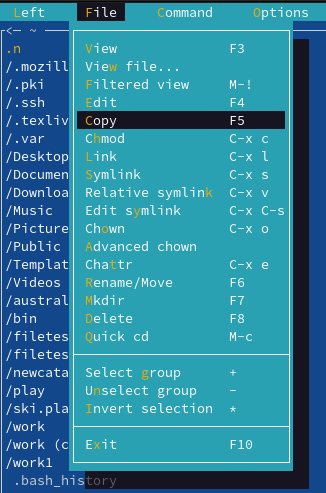 Left File Command Options
<— ~
.n
/.mozill
/.pki
/.ssh
/.texliv
/.var
/Desktop
/Documen
/Downloa
/Music
/Picture
/Public
/Templat
/Videos
/austral
/bin
/filetes
/filetes
/newcata
/play
/ski.pla
/work
/work (c
/work1
.bash_history
View F3
View file...
Filtered view M-!
Edit F4
Copy F5
Chmod C-x c
Link C-x l
Symlink C-x s
Relative symlink C-x v
Edit symlink C-x C-s
Chown C-x o
Advanced chown
Chattr C-x e
Rename/Move F6
Mkdir F7
Delete F8
Quick cd M-c
Select group +
Unselect group -
Invert selection *
Exit F10